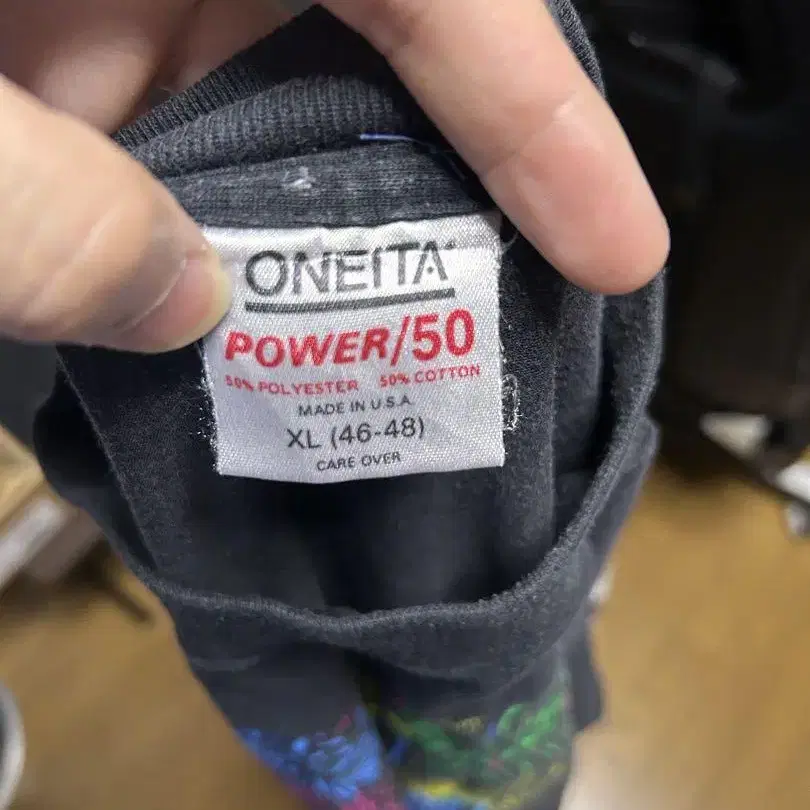 ONEITA
POWER/50
50% POLYESTER 50% COTTON
MADE IN U.S.A.
XL (46-48)
CARE OVER